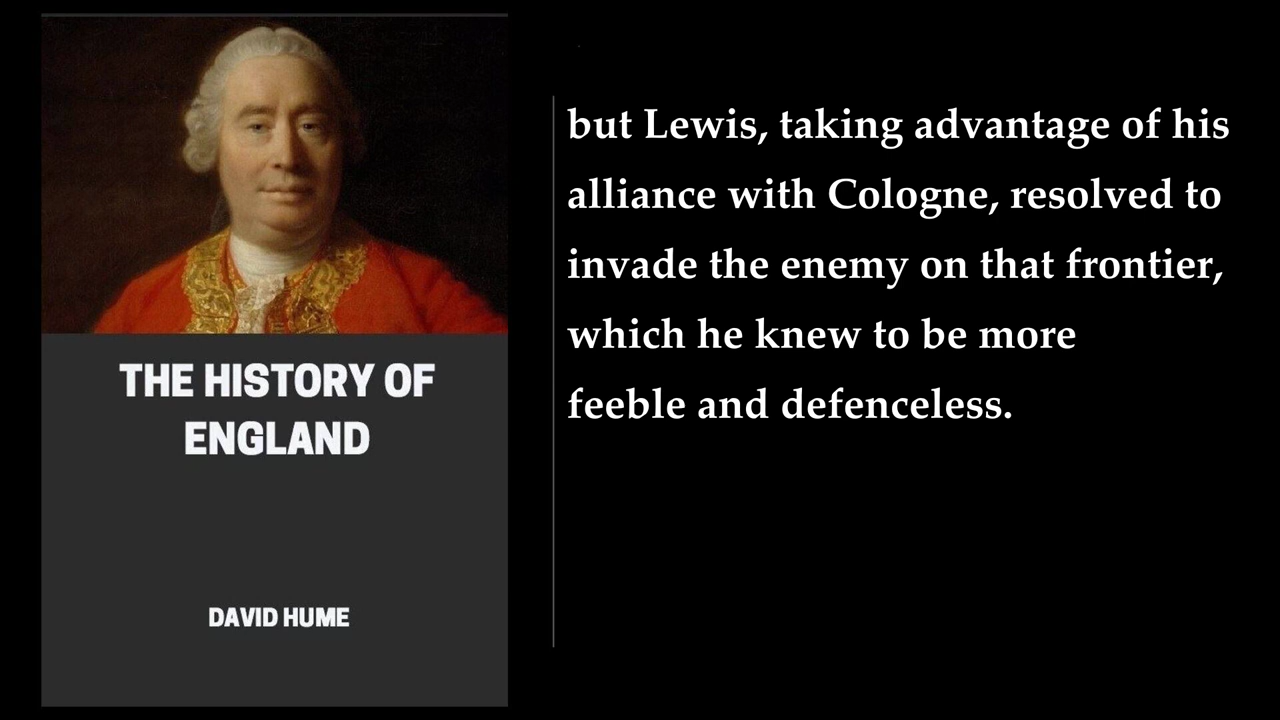 THE HISTORY OF
ENGLAND
DAVID HUME
but Lewis, taking advantage of his
alliance with Cologne, resolved to
invade the enemy on that frontier,
which he knew to be more
feeble and defenceless.